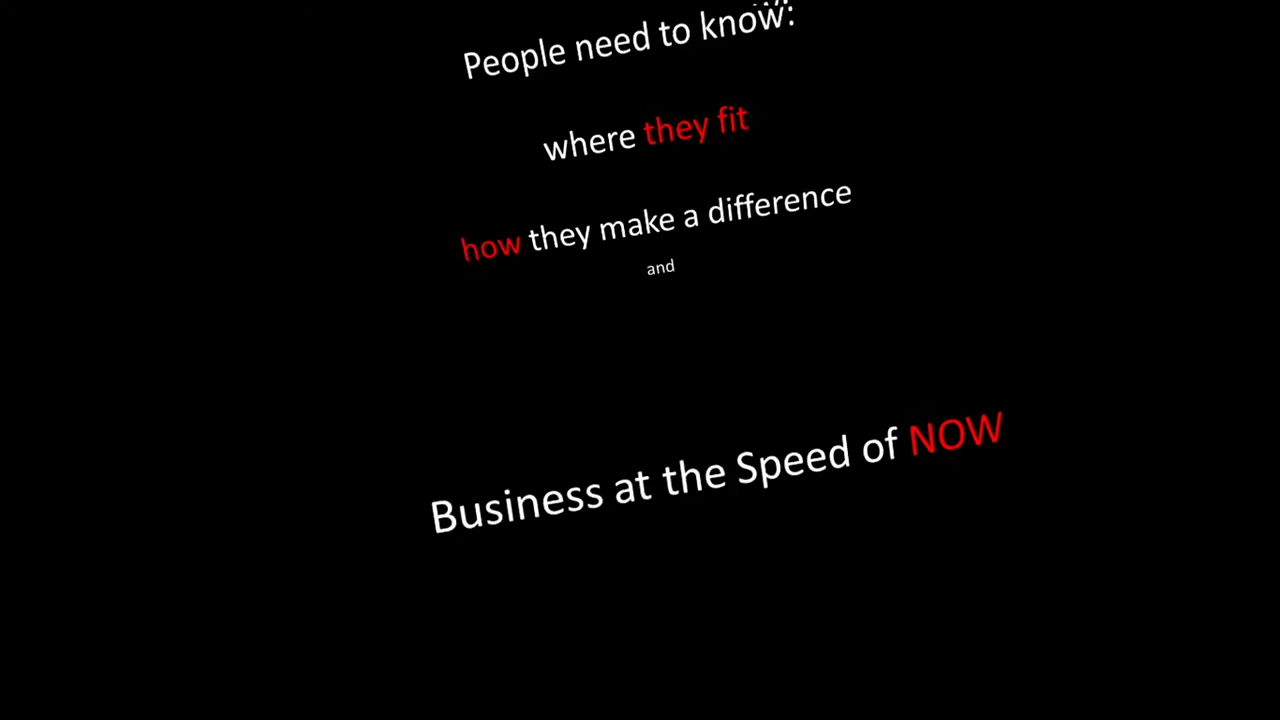 People need to know:
where they fit
how they make a difference
and
Business at the Speed of NOW